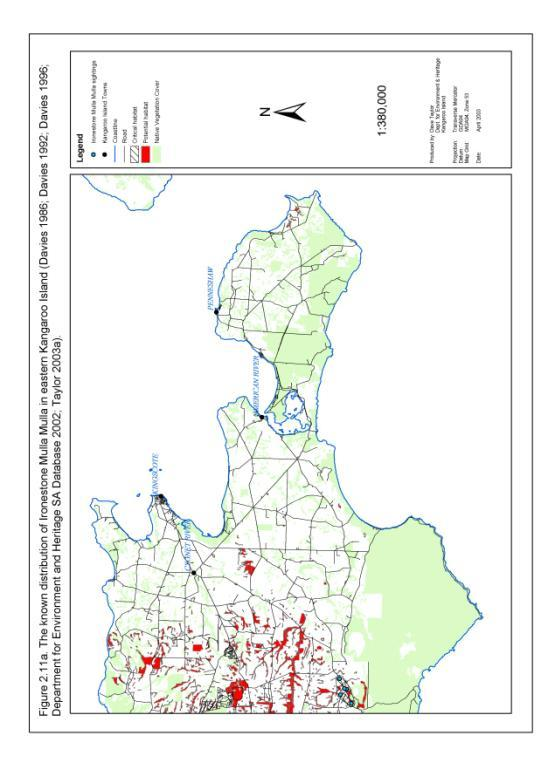 Figure 2.11a. The known distribution of Ironestone Mulla Mulla in eastern Kangaroo Island (Davies 1986; Davies 1992; Davies 1996;
Department for Environment and Heritage SA Database 2002; Taylor 2003a).
Legend
Ironestone Mulla Mulla sightings
Kangaroo Island Towns
Coastline
Road
Critical habitat
Potential habitat
Native Vegetation Cover
N
1:380,000
Produced by: Dave Taylor
Dept. for Environment & Heritage
Kangaroo Island
Projection: Transverse Mercator
Datum: GDA94
Map Grid: MGA94, Zone 53
Date: April 2003
PENNESHAW
AMERICAN RIVER
KINGSCOTE
CYGNET RIVER